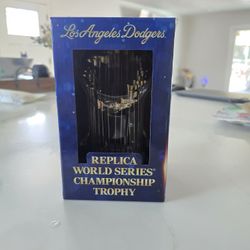 Los Angeles Dodgers
REPLICA
WORLD SERIES®
CHAMPIONSHIP
TROPHY